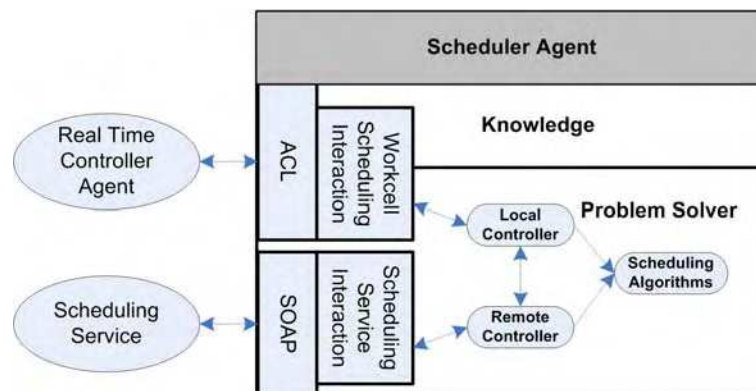 Scheduler Agent
Knowledge
Real Time
Controller
Agent
ACL
Workcell
Scheduling
Interaction
Problem Solver
Local
Controller
Scheduling
Algorithms
Scheduling
Service
SOAP
Scheduling
Service
Interaction
Remote
Controller